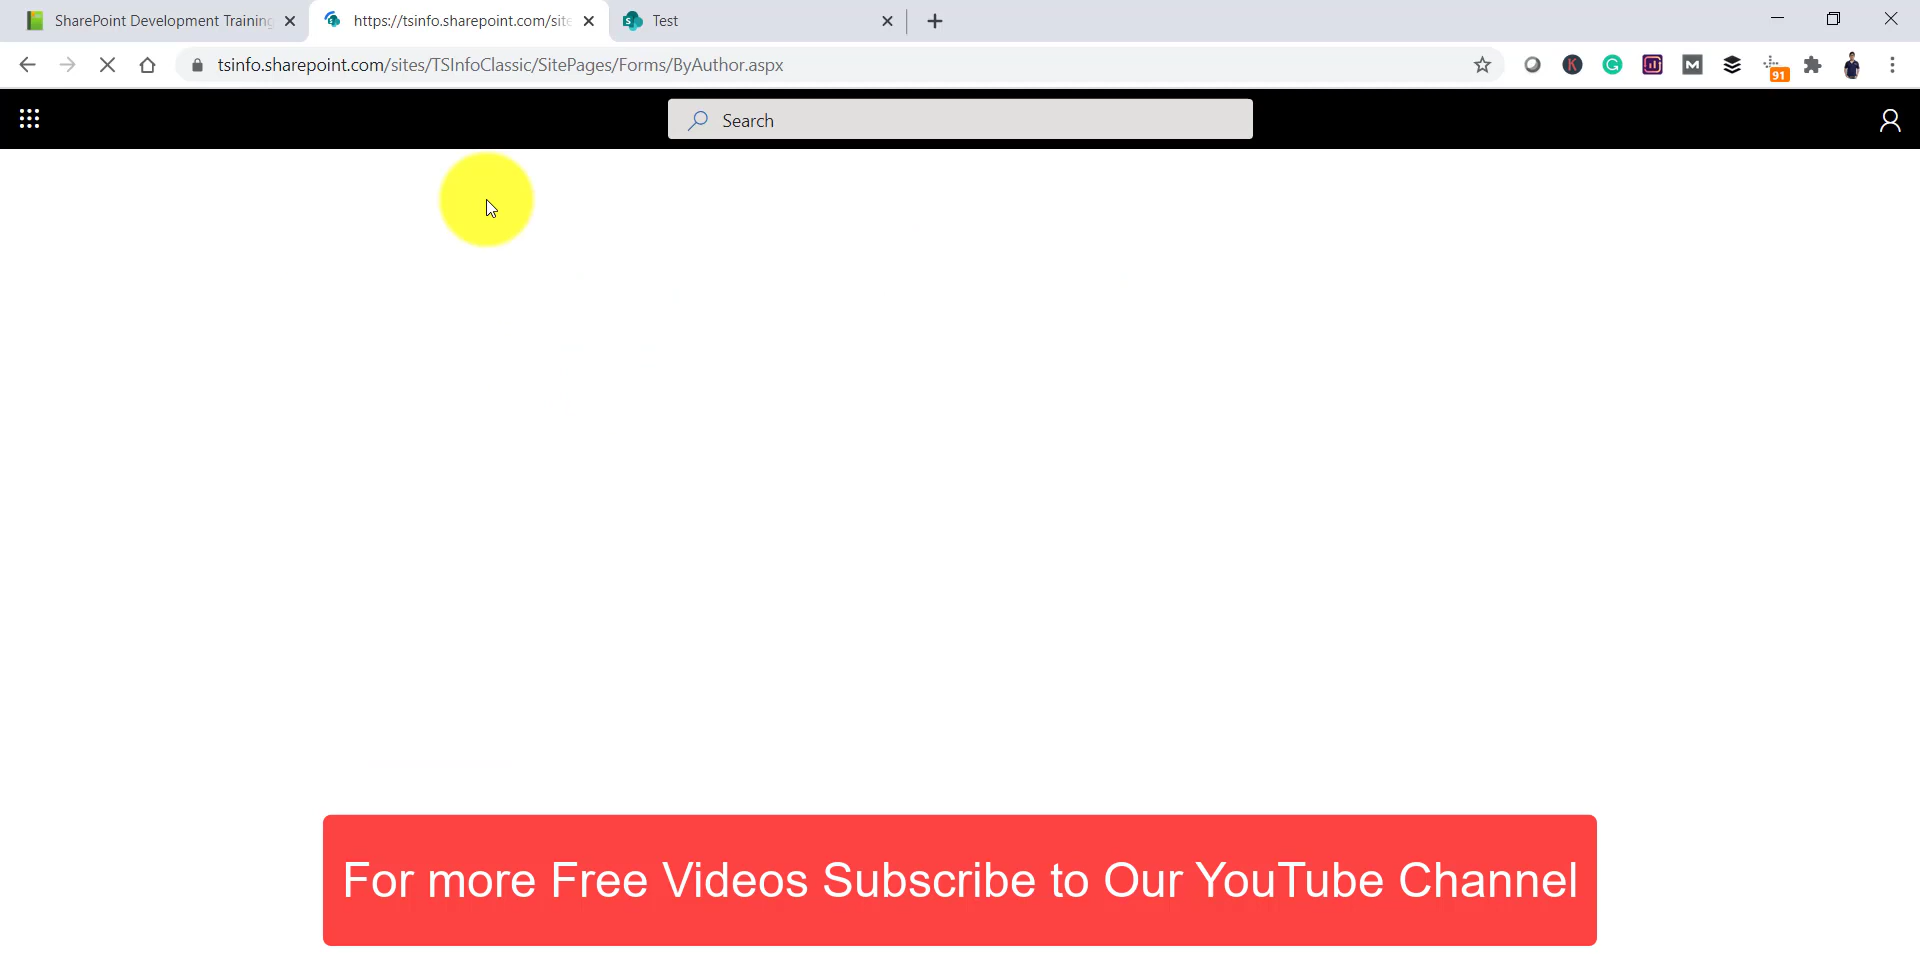 SharePoint Development Training
https://tsinfo.sharepoint.com/site
Test
tsinfo.sharepoint.com/sites/TSInfoClassic/SitePages/Forms/ByAuthor.aspx
K
G
M
91
Search
For more Free Videos Subscribe to Our YouTube Channel